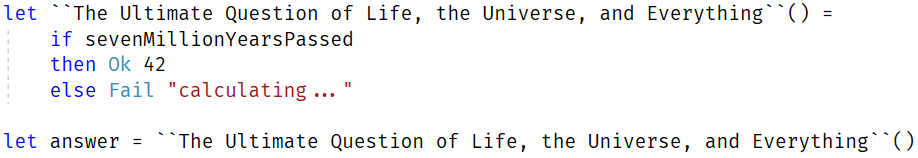 let ``The Ultimate Question of Life, the Universe, and Everything``() =
    if sevenMillionYearsPassed
    then Ok 42
    else Fail "calculating..."
let answer = ``The Ultimate Question of Life, the Universe, and Everything``()